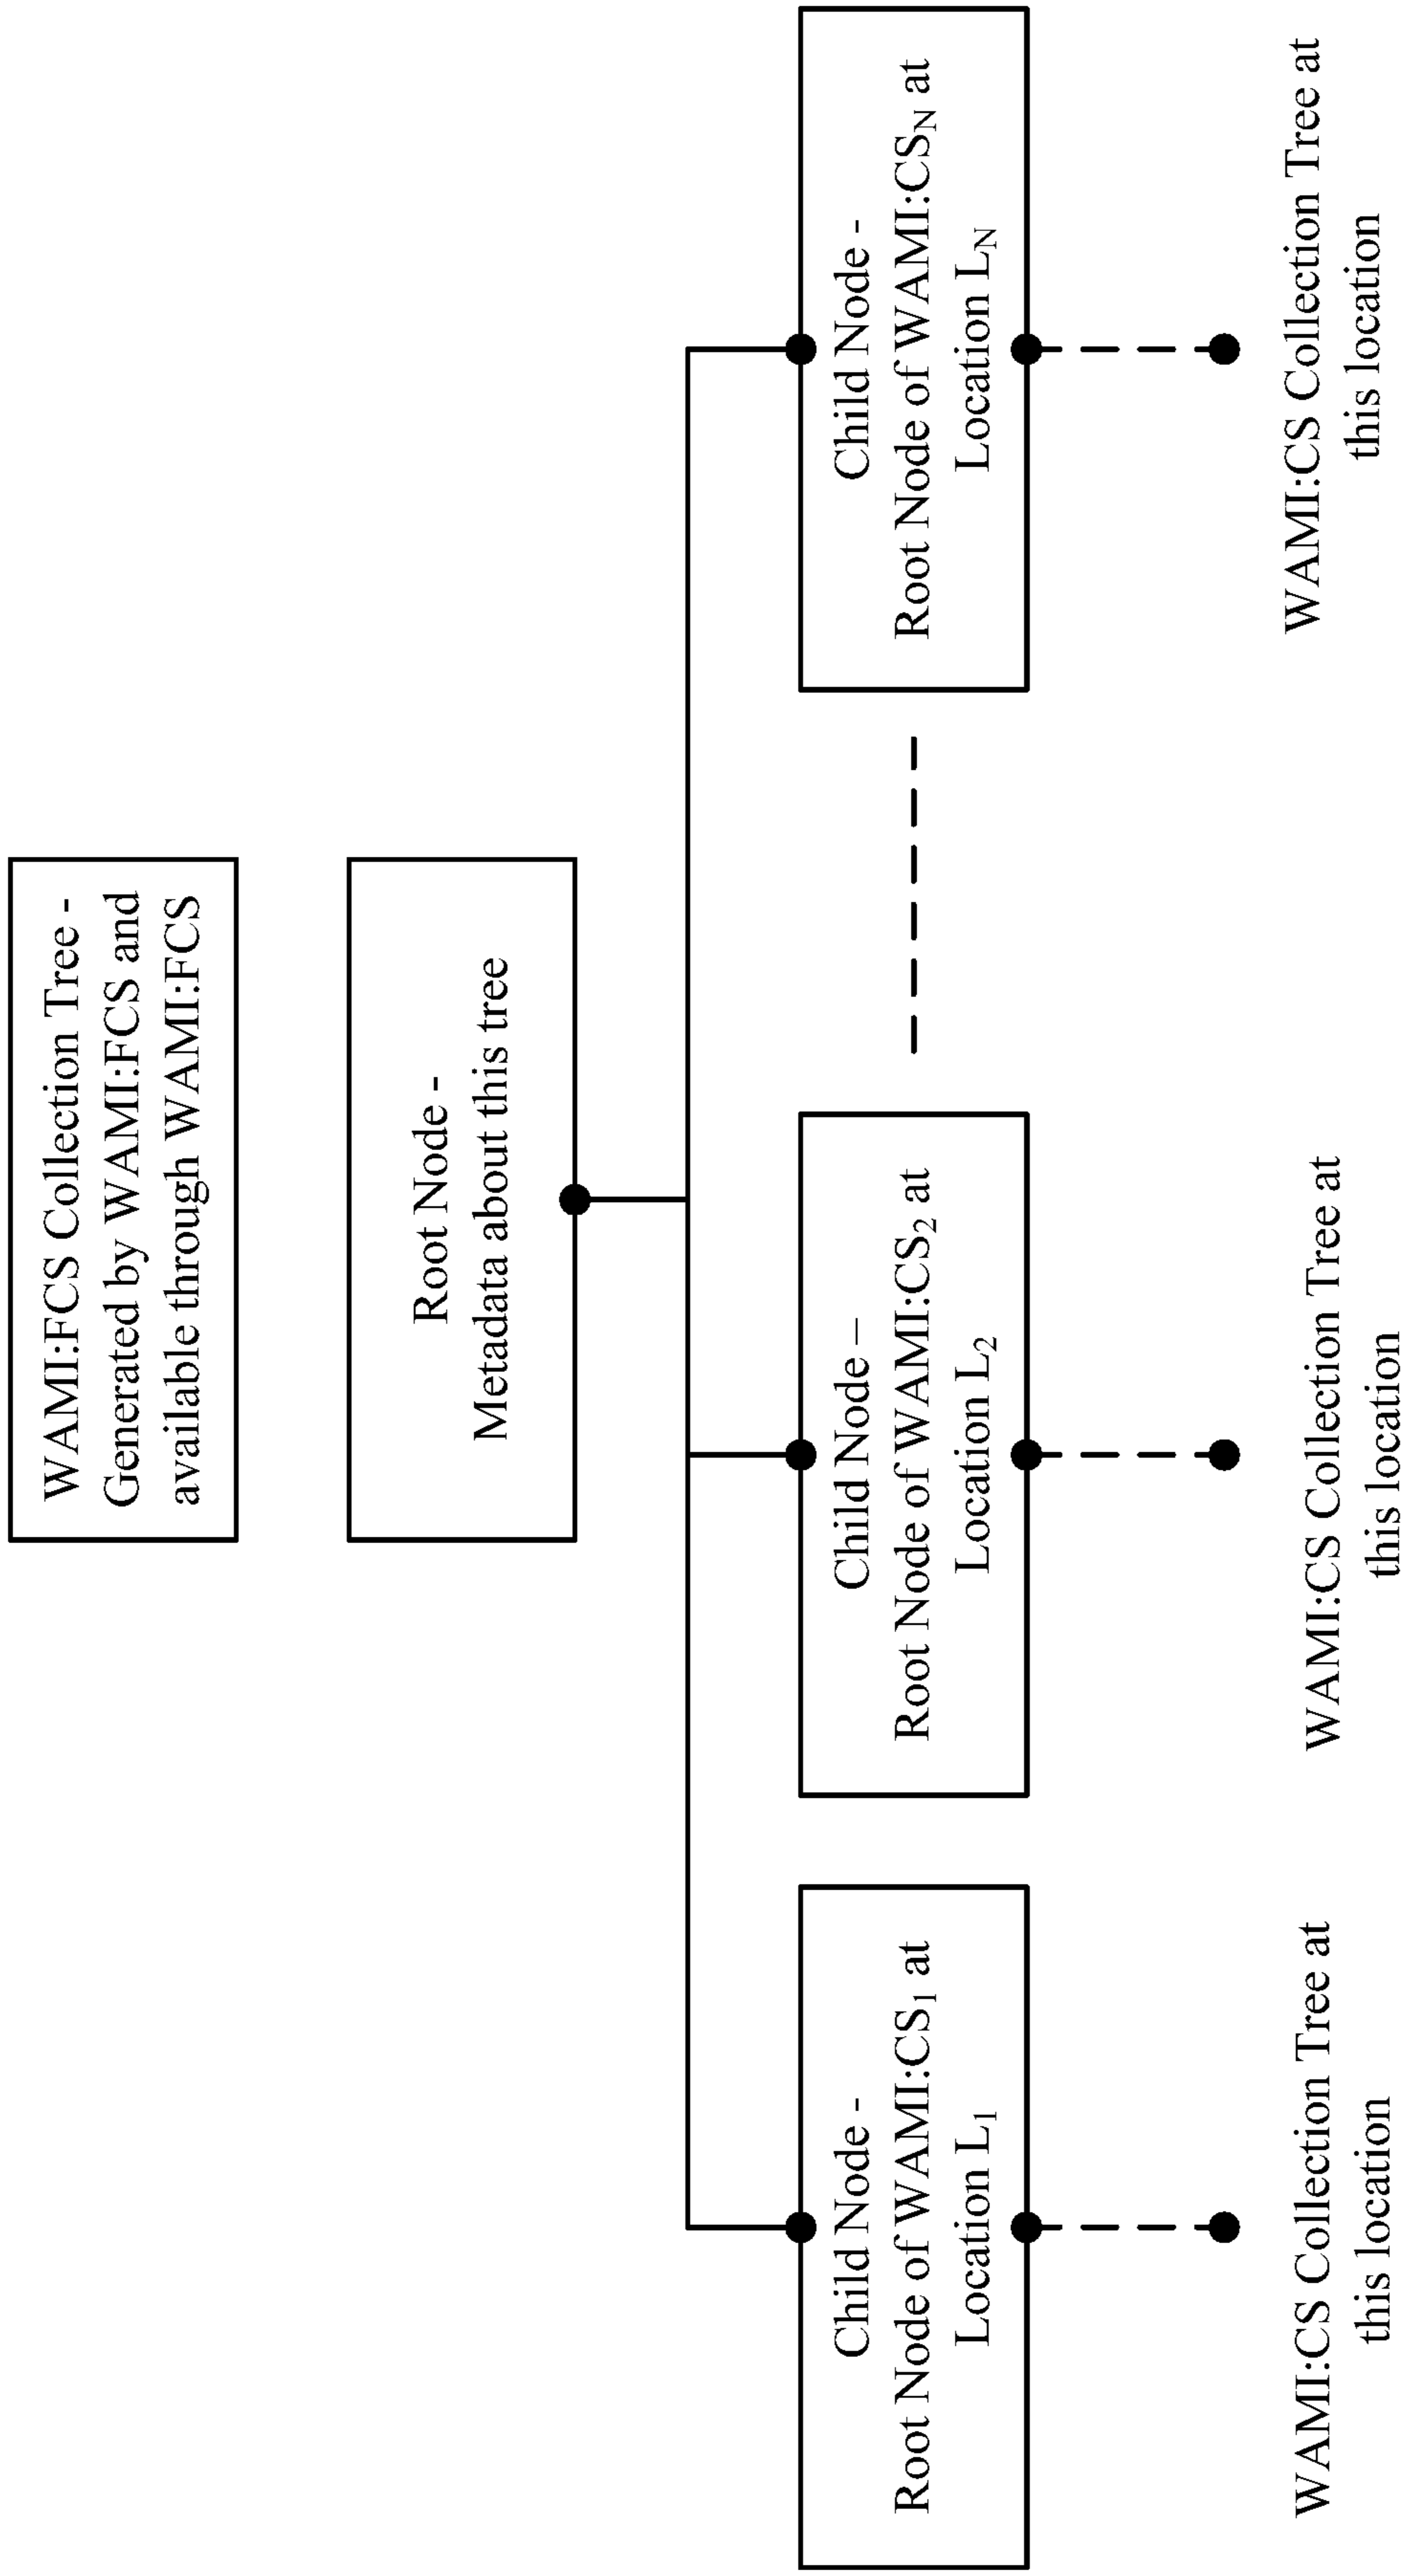 WAMI:FCS Collection Tree -
Generated by WAMI:FCS and
available through WAMI:FCS
Root Node -
Metadata about this tree
Child Node -
Root Node of WAMI:CS₁ at
Location L₁
Child Node –
Root Node of WAMI:CS₂ at
Location L₂
Child Node -
Root Node of WAMI:CS_N at
Location L_N
WAMI:CS Collection Tree at
this location
WAMI:CS Collection Tree at
this location
WAMI:CS Collection Tree at
this location